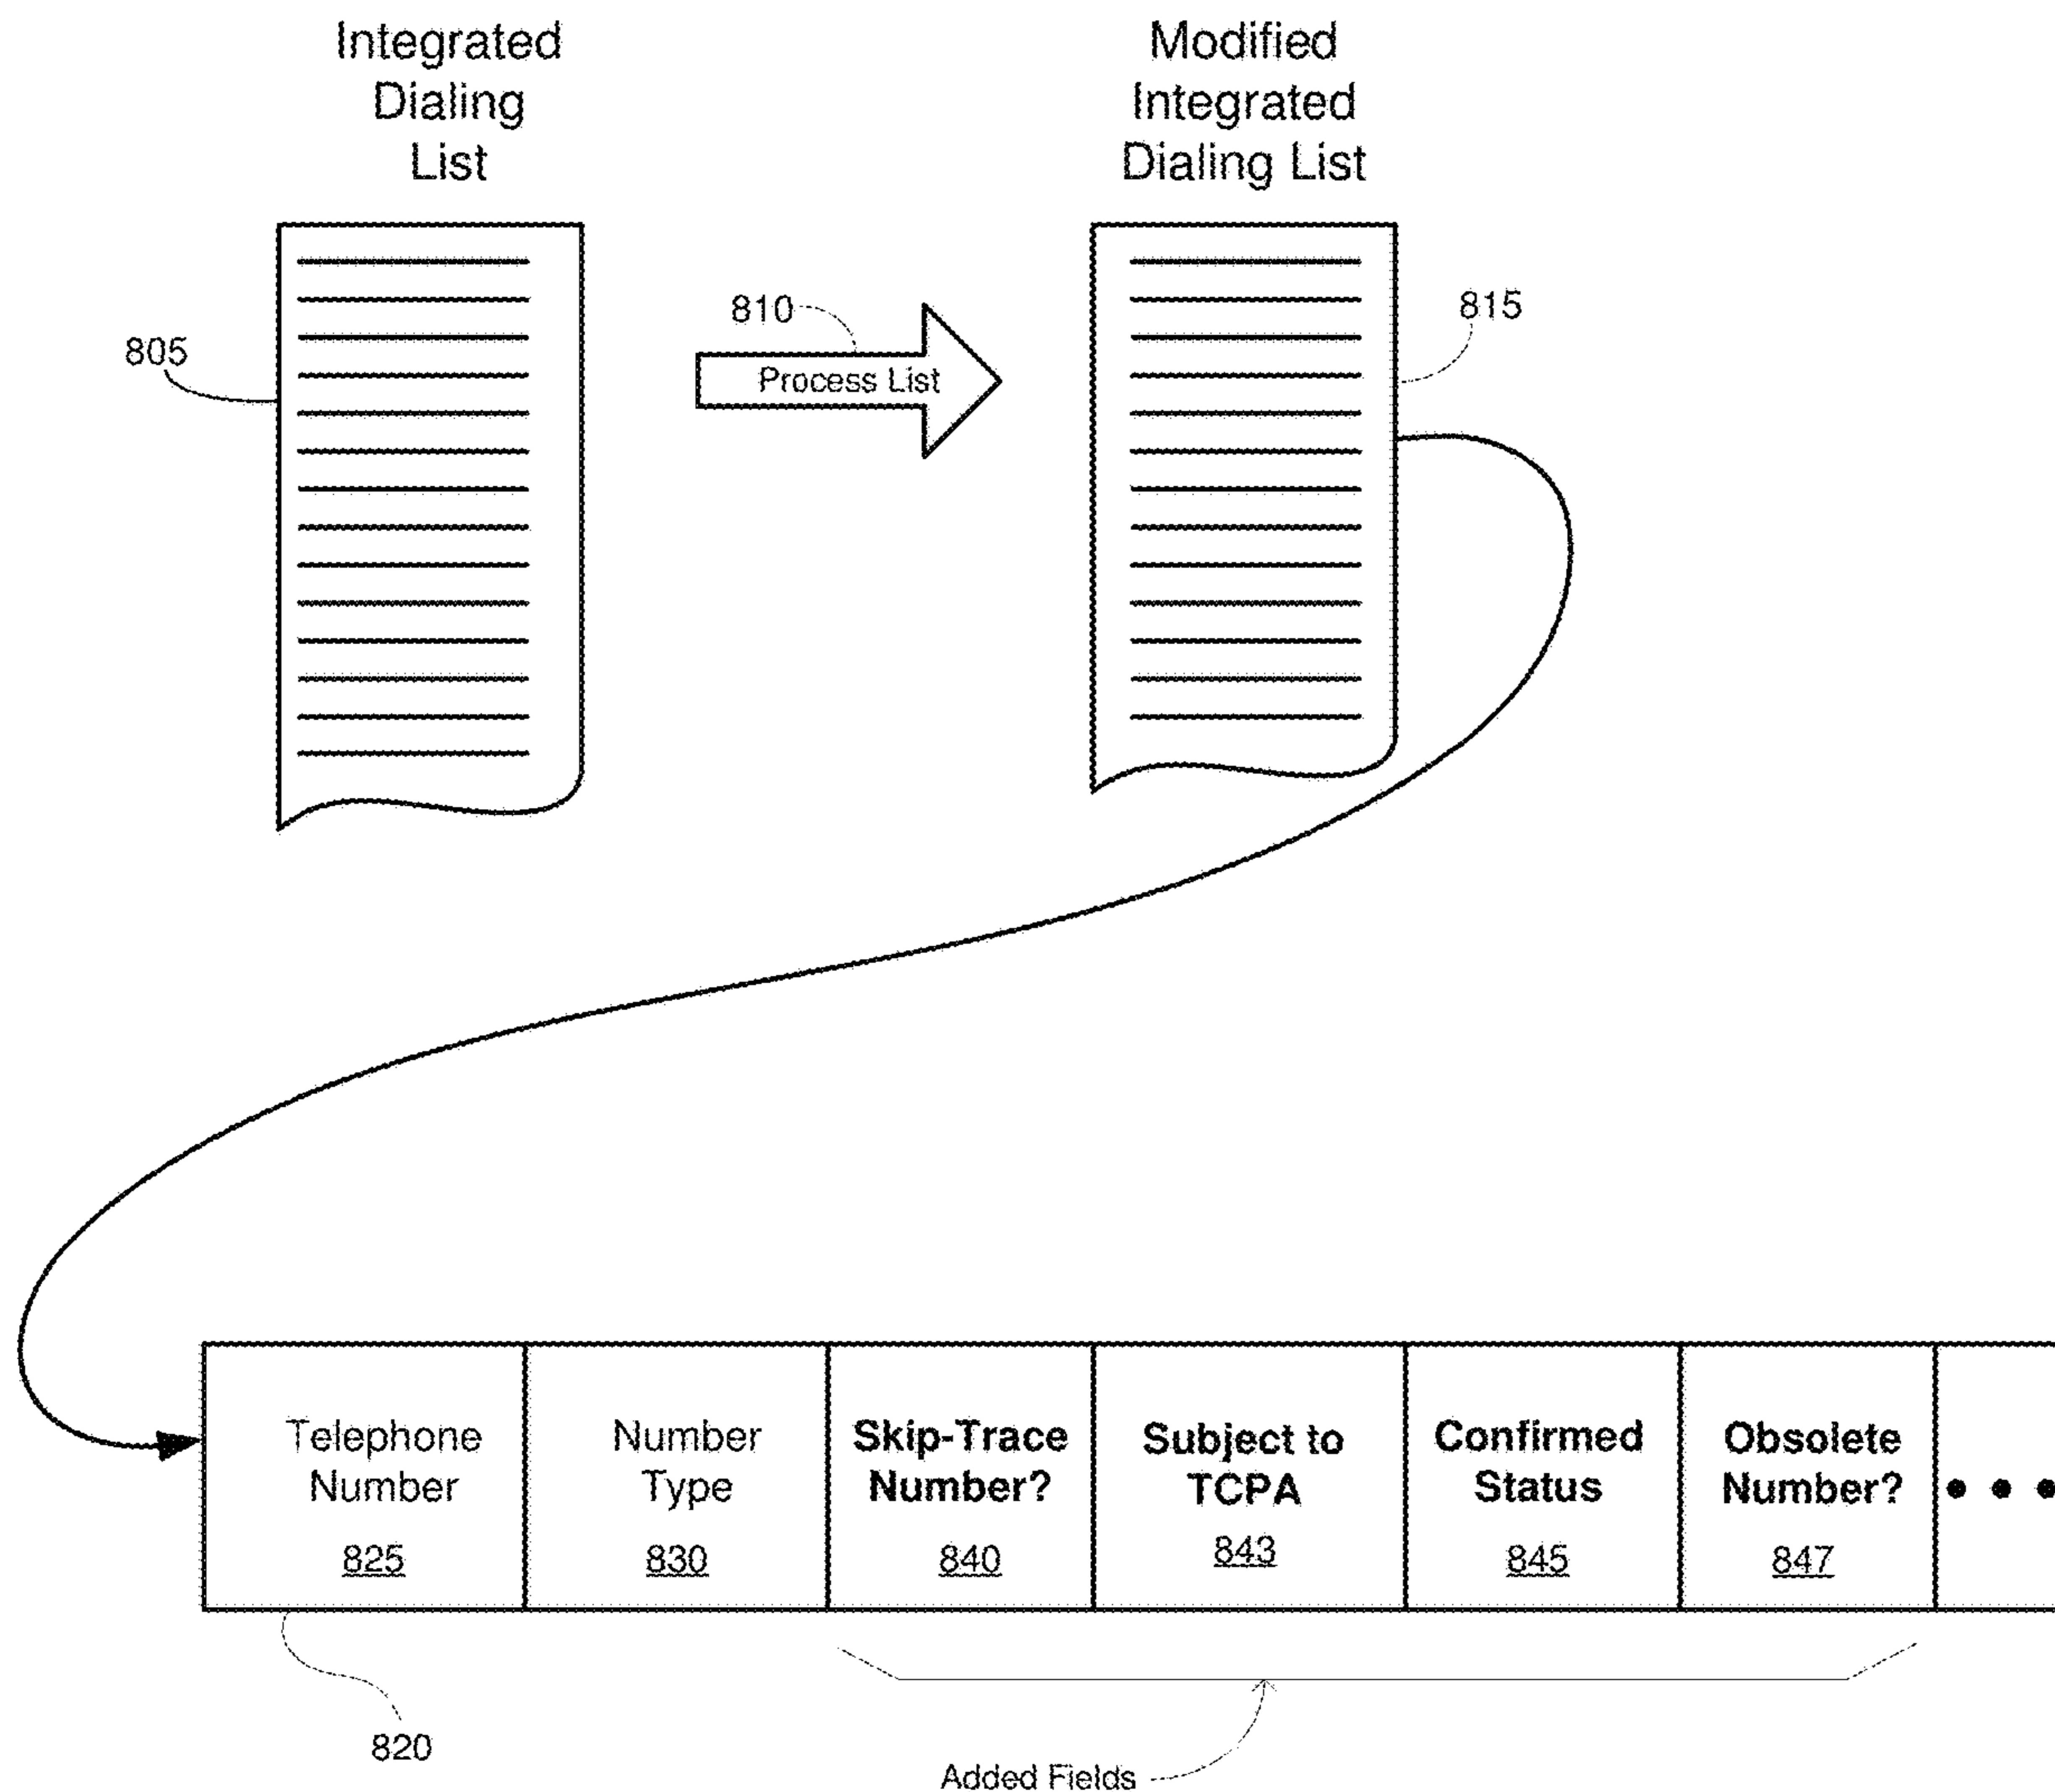 Integrated
Dialing
List
Modified
Integrated
Dialing List
805
810
Process List
815
Telephone
Number
825
Number
Type
830
Skip-Trace
Number?
840
Subject to
TCPA
843
Confirmed
Status
845
Obsolete
Number?
847
• • •
820
Added Fields